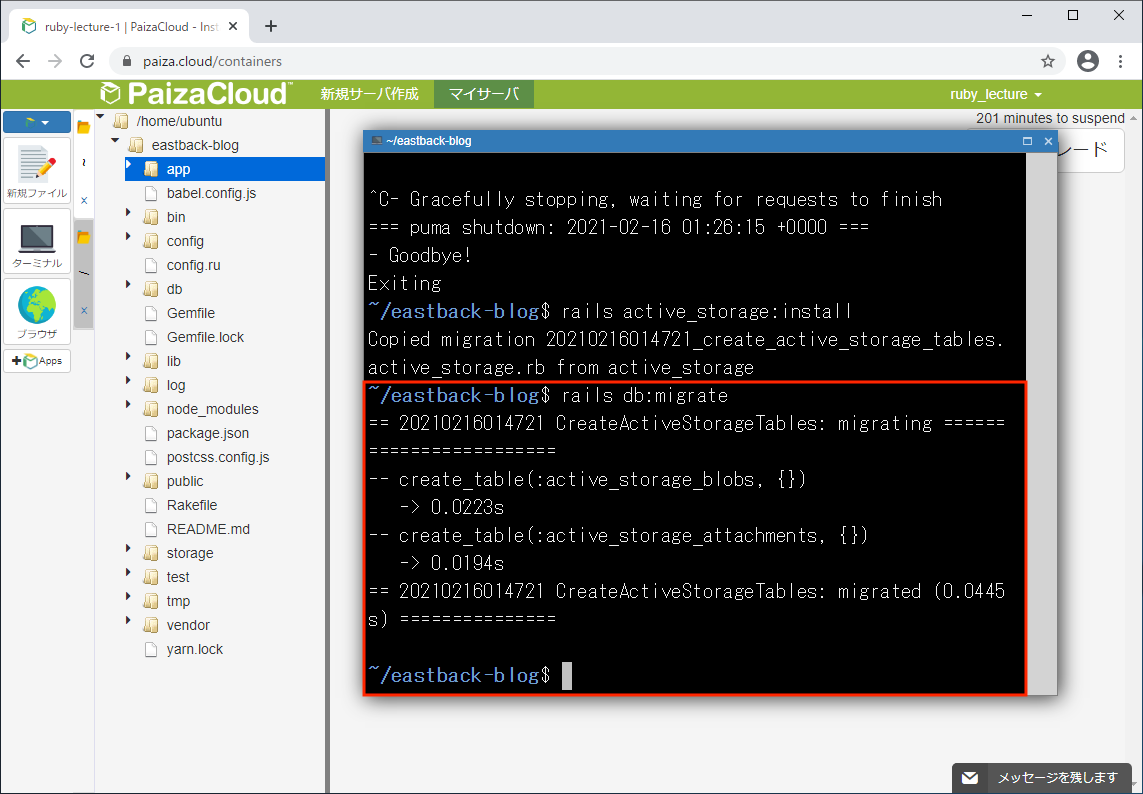 ruby-lecture-1 | PaizaCloud - Inst
paiza.cloud/containers
PaizaCloud™
新規サーバ作成
マイサーバ
ruby_lecture
201 minutes to suspend
新規ファイル
ターミナル
ブラウザ
Apps
/home/ubuntu
eastback-blog
app
babel.config.js
bin
config
config.ru
db
Gemfile
Gemfile.lock
lib
log
node_modules
package.json
postcss.config.js
public
Rakefile
README.md
storage
test
tmp
vendor
yarn.lock
レード
~/eastback-blog
^C- Gracefully stopping, waiting for requests to finish
=== puma shutdown: 2021-02-16 01:26:15 +0000 ===
- Goodbye!
Exiting
~/eastback-blog$ rails active_storage:install
Copied migration 20210216014721_create_active_storage_tables.
active_storage.rb from active_storage
~/eastback-blog$ rails db:migrate
== 20210216014721 CreateActiveStorageTables: migrating ======
==================
-- create_table(:active_storage_blobs, {})
-> 0.0223s
-- create_table(:active_storage_attachments, {})
-> 0.0194s
== 20210216014721 CreateActiveStorageTables: migrated (0.0445
s) ===============
~/eastback-blog$
メッセージを残します